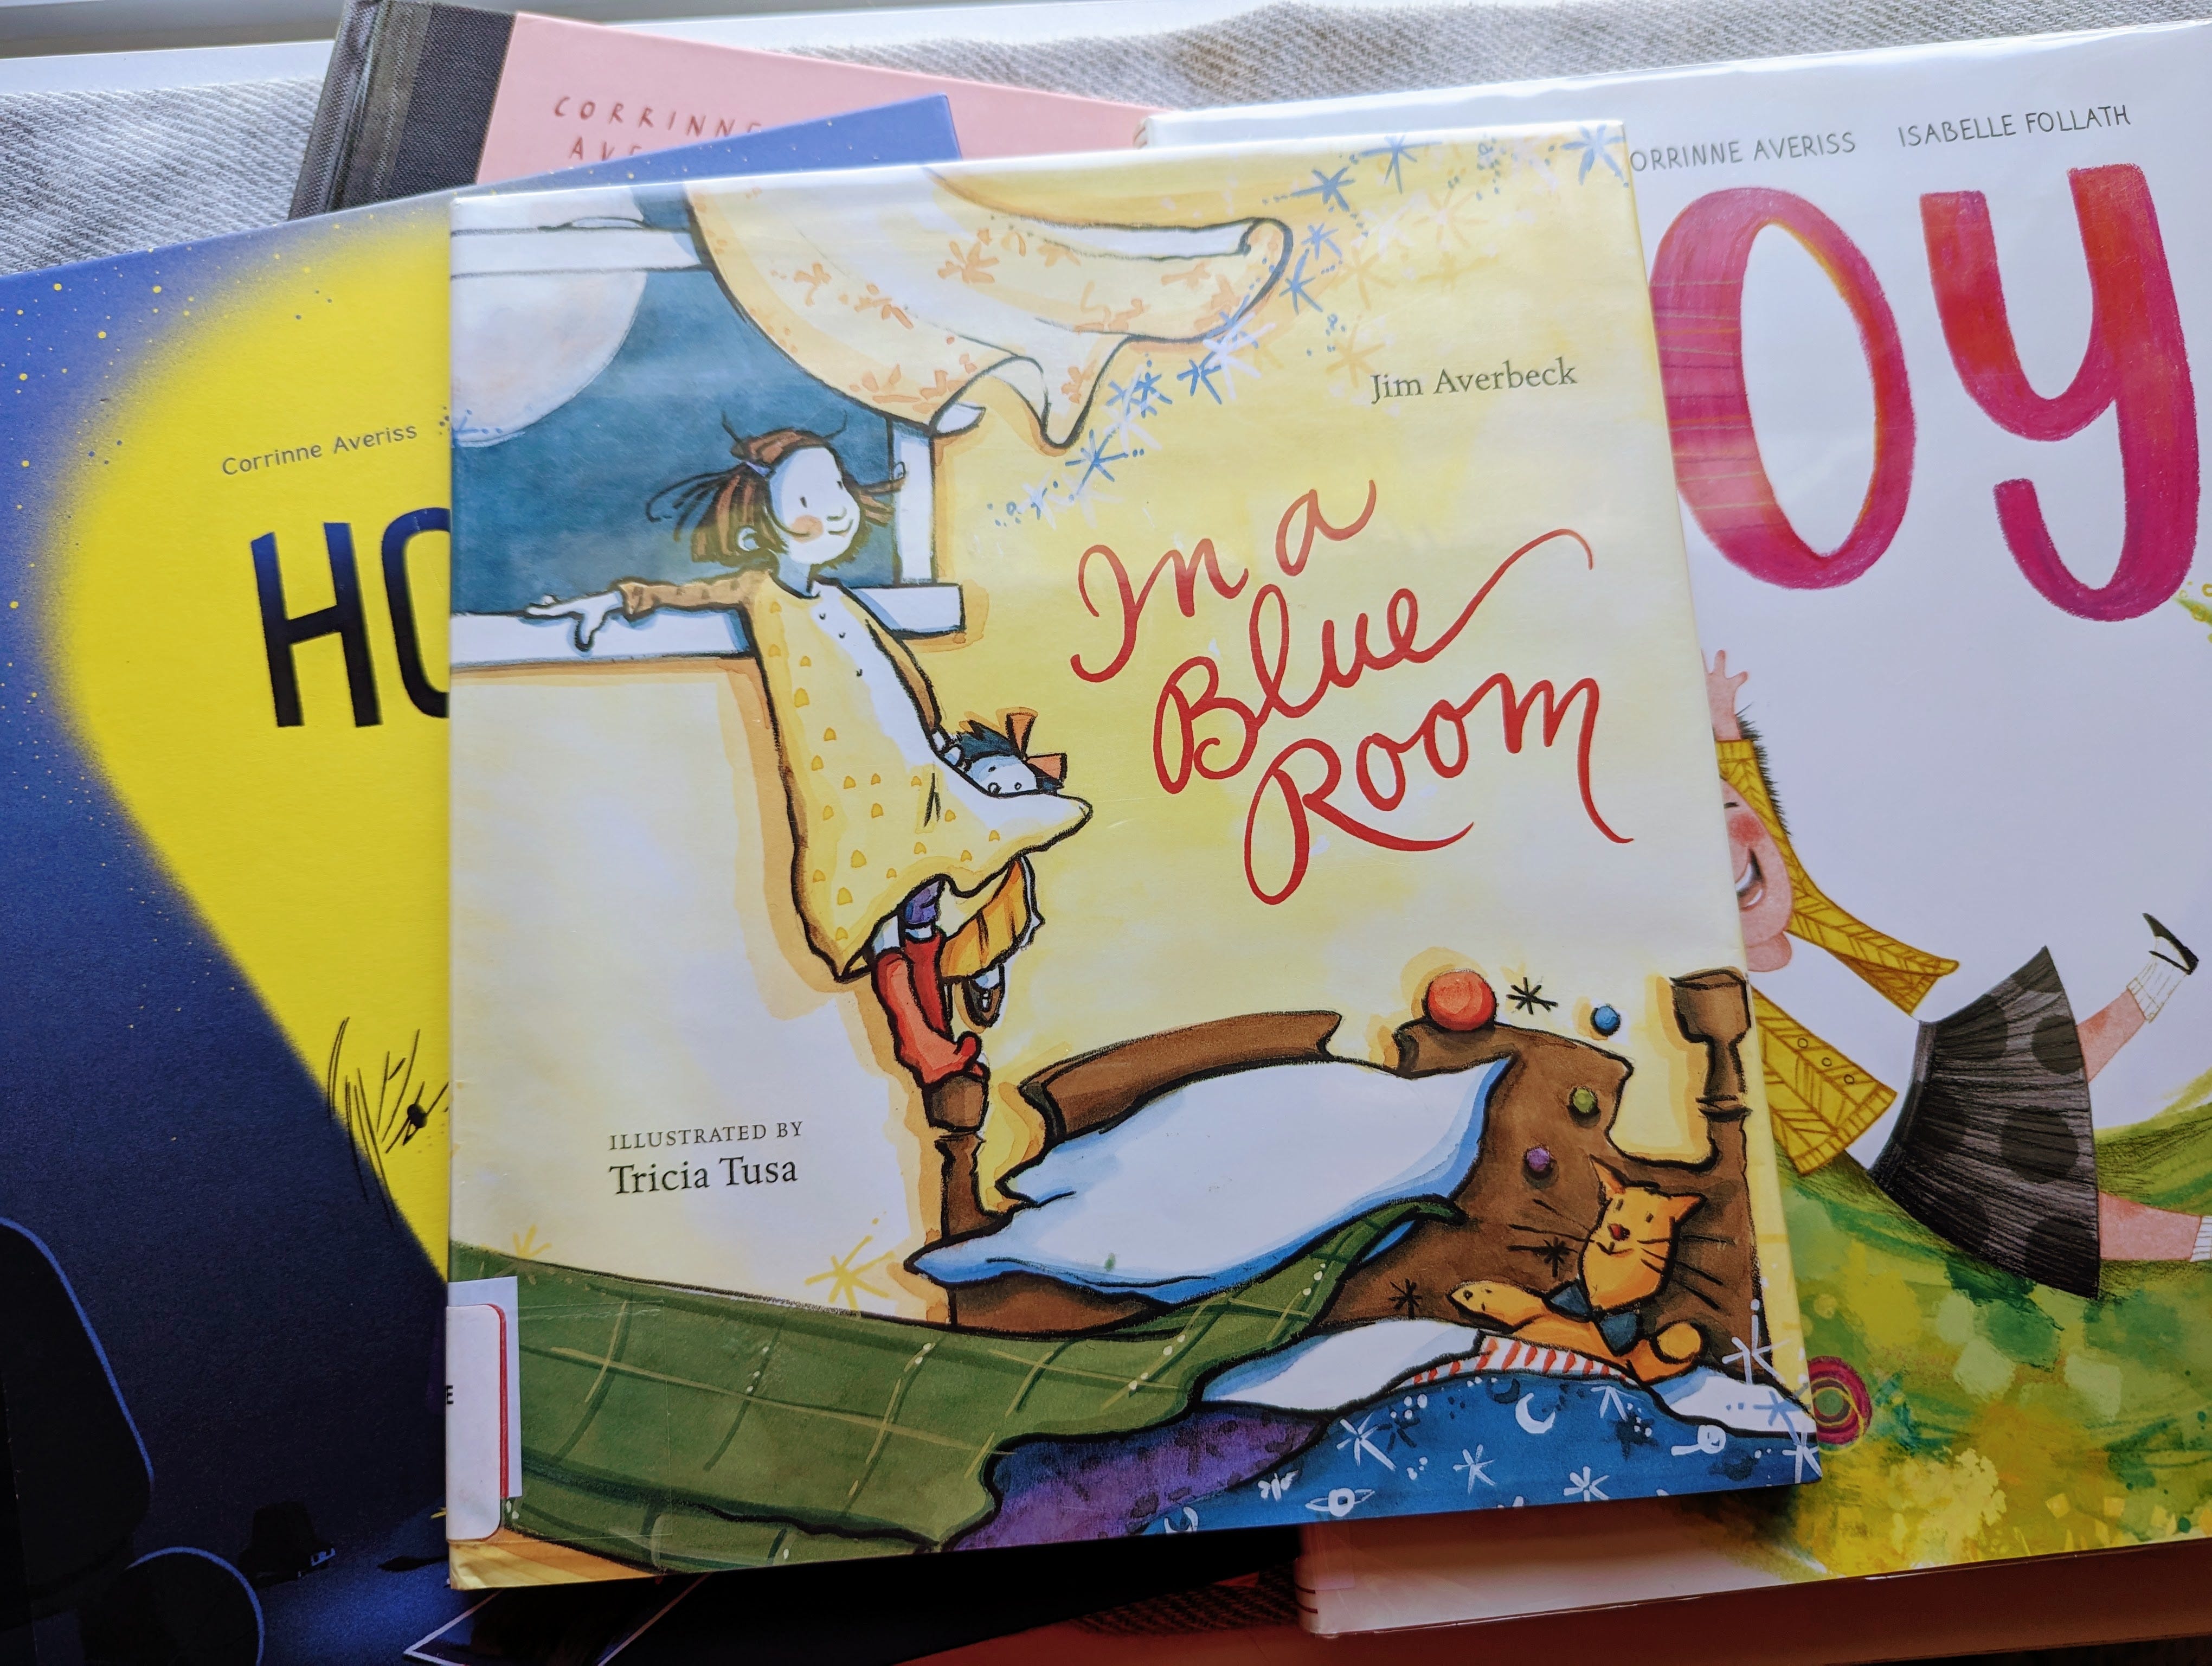 CORRINNE
AVE
ORRINNE AVERISS ISABELLE FOLLATH
OY
Corrinne Averiss
HO
Jim Averbeck
In a
Blue
Room
ILLUSTRATED BY
Tricia Tusa
E